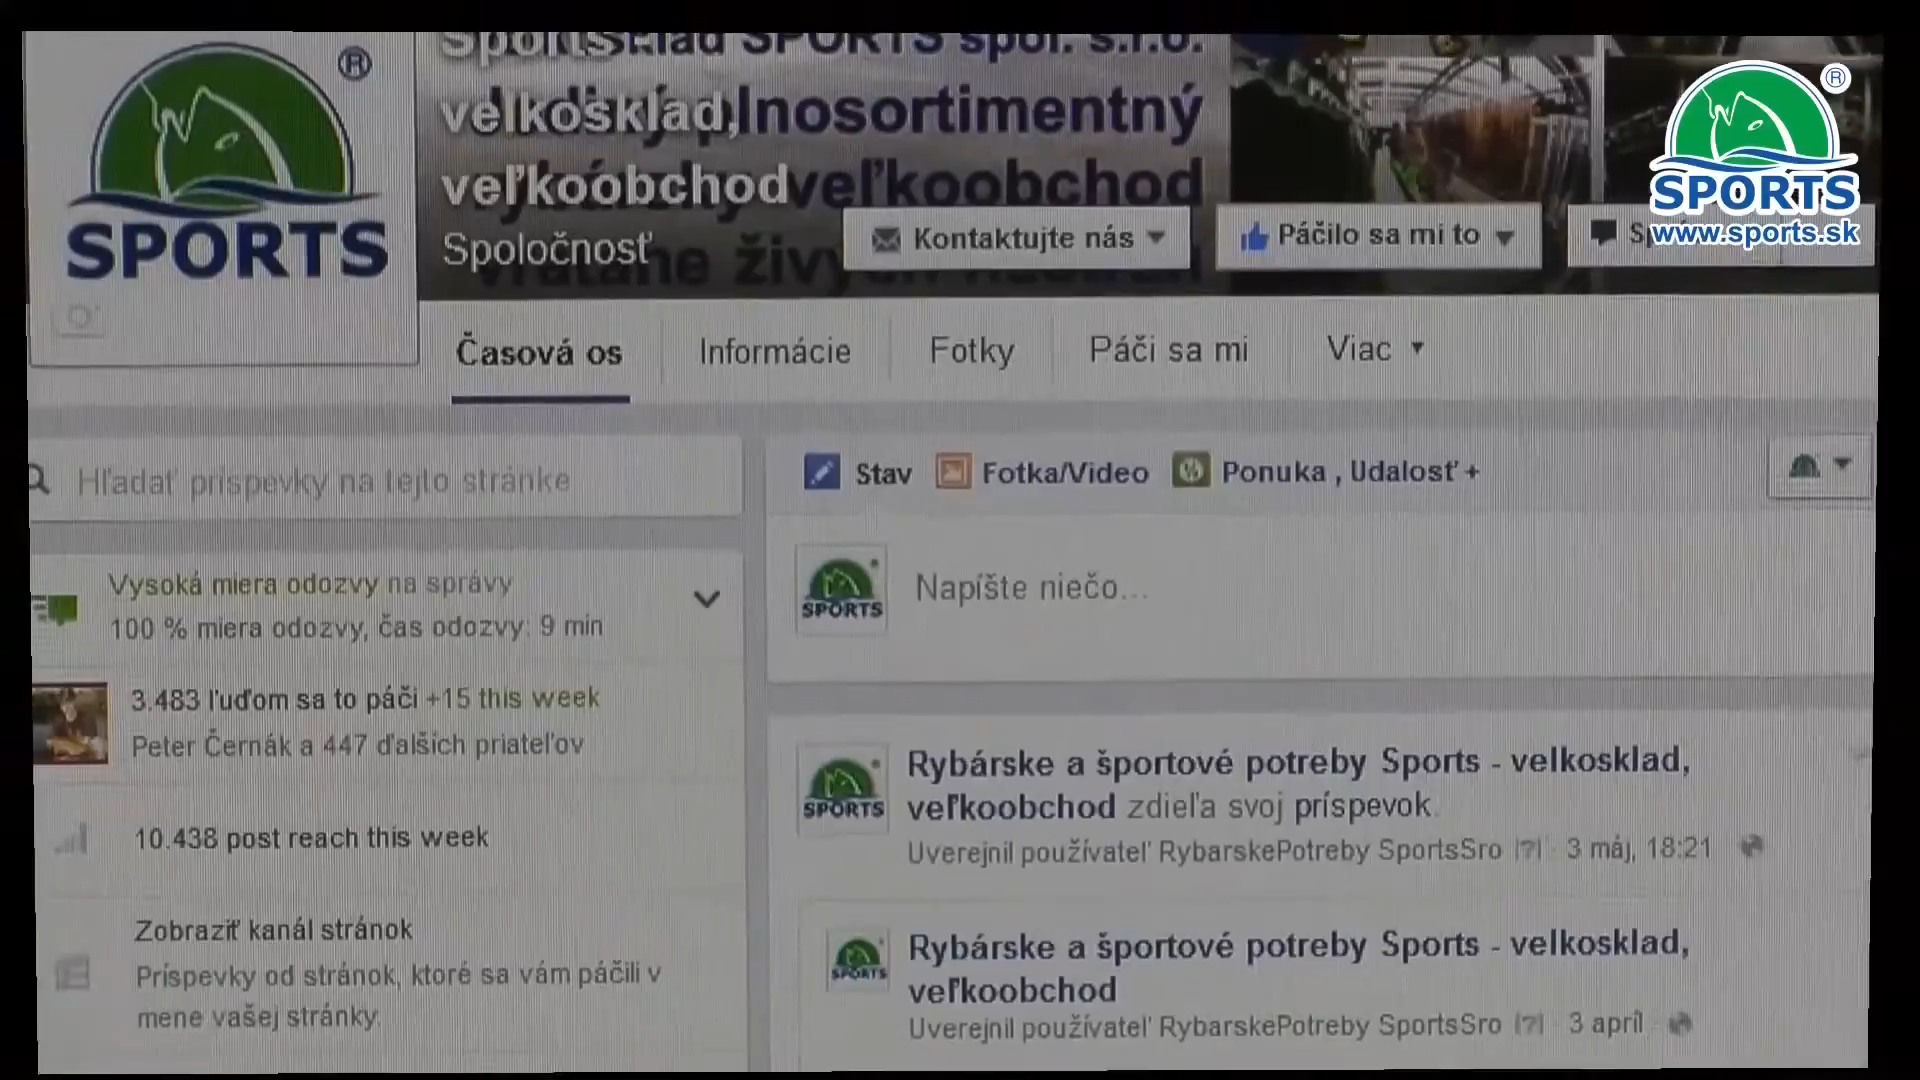 ®
SPORTS
SportsSklad SPORTS spol. s.r.o.
velkosklad, Inosortimentný
veľkoobchod veľkoobchod
Spoločnosť
Kontaktujte nás
Páčilo sa mi to
®
SPORTS
www.sports.sk
Časová os
Informácie
Fotky
Páči sa mi
Viac
Hľadať príspevky na tejto stránke
Stav
Fotka/Video
Ponuka , Udalosť +
SPORTS
Napíšte niečo...
Vysoká miera odozvy na správy
100 % miera odozvy, čas odozvy: 9 min
3.483 ľuďom sa to páči +15 this week
Peter Černák a 447 ďalších priateľov
10.438 post reach this week
Zobraziť kanál stránok
Príspevky od stránok, ktoré sa vám páčili v
mene vašej stránky.
SPORTS
Rybárske a športové potreby Sports - velkosklad,
veľkoobchod zdieľa svoj príspevok.
Uverejnil používateľ RybarskePotreby SportsSro [?] · 3 máj, 18:21
SPORTS
Rybárske a športové potreby Sports - velkosklad,
veľkoobchod
Uverejnil používateľ RybarskePotreby SportsSro [?] · 3 apríl